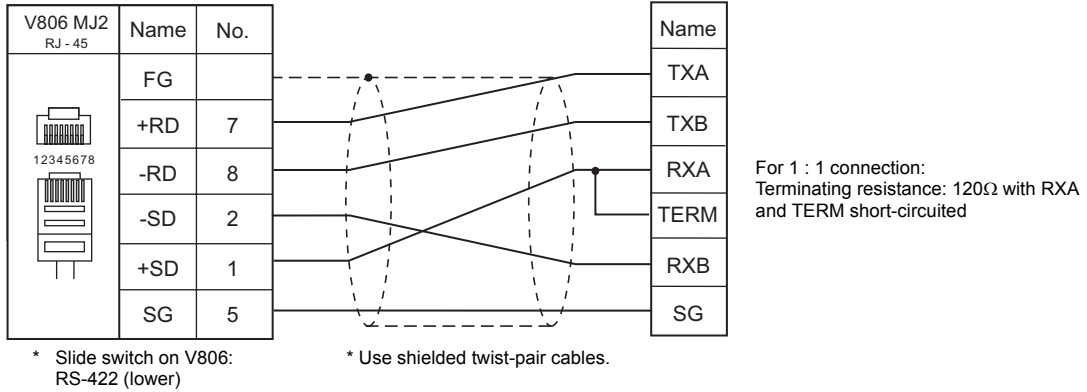 V806 MJ2
RJ - 45
Name
No.
Name
FG
TXA
+RD
7
TXB
12345678
-RD
8
RXA
-SD
2
TERM
+SD
1
RXB
SG
5
SG
For 1 : 1 connection:
Terminating resistance: 120Ω with RXA
and TERM short-circuited
* Slide switch on V806:
RS-422 (lower)
* Use shielded twist-pair cables.